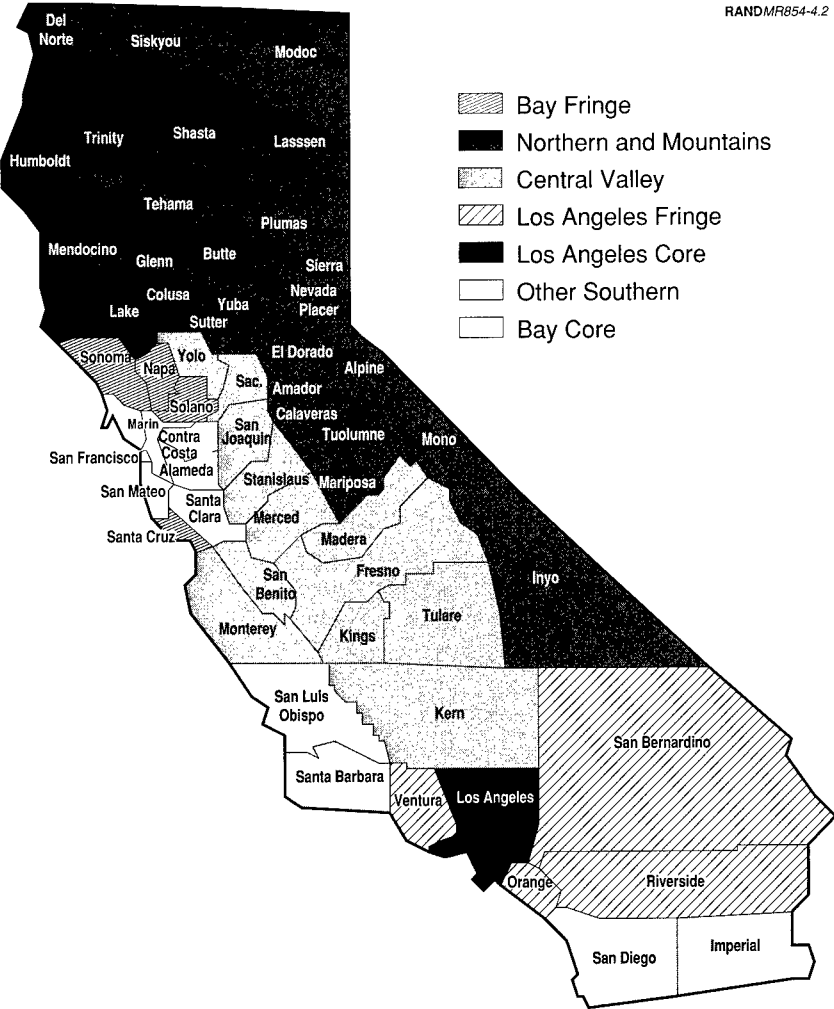 RANDMR854-4.2
Del
Norte
Siskyou
Modoc
Bay Fringe
Northern and Mountains
Central Valley
Los Angeles Fringe
Los Angeles Core
Other Southern
Bay Core
Trinity
Shasta
Lasssen
Humboldt
Tehama
Plumas
Mendocino
Glenn
Butte
Sierra
Colusa
Nevada
Lake
Yuba
Placer
Sutter
Sonoma
Napa
Yolo
El Dorado
Alpine
Sac.
Amador
Solano
Calaveras
Marin
San
Joaquin
Contra
Costa
Tuolumne
Mono
San Francisco
Alameda
Stanislaus
Mariposa
San Mateo
Santa
Clara
Merced
Santa Cruz
Madera
San
Benito
Fresno
Inyo
Monterey
Kings
Tulare
San Luis
Obispo
Kern
San Bernardino
Santa Barbara
Ventura
Los Angeles
Orange
Riverside
San Diego
Imperial